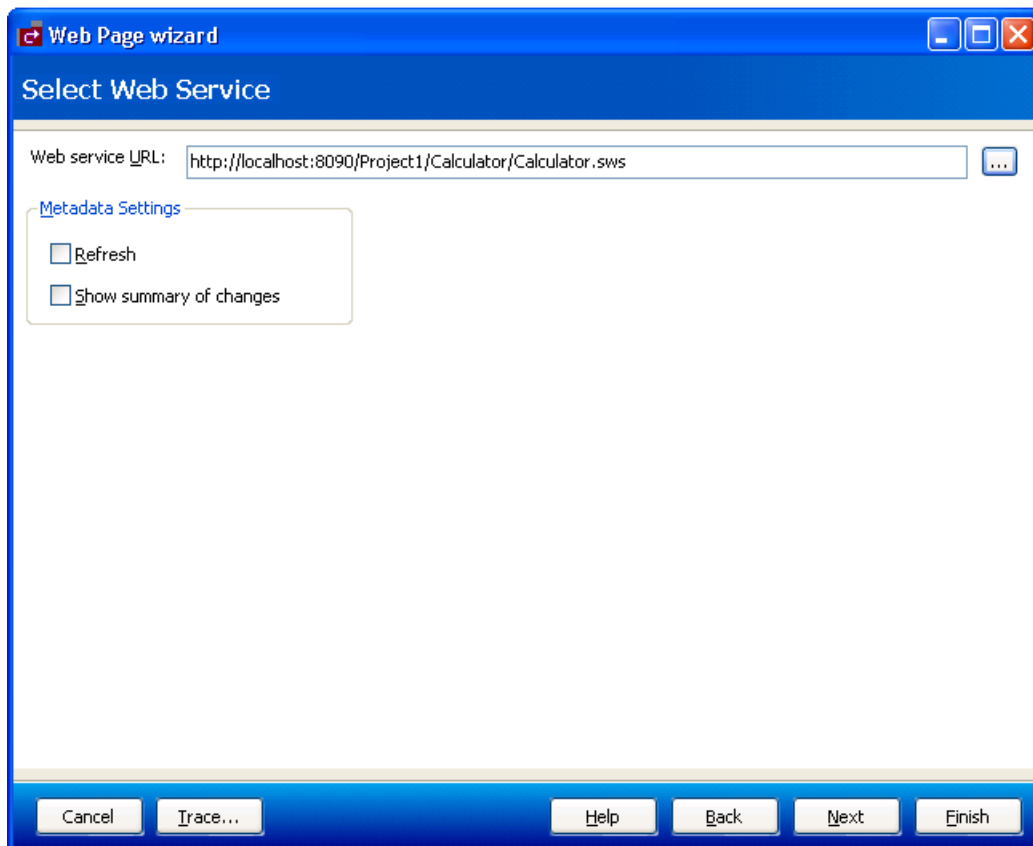 Web Page wizard
Select Web Service
Web service URL: http://localhost:8090/Project1/Calculator/Calculator.sws ...
Metadata Settings
Refresh
Show summary of changes
Cancel Trace... Help Back Next Finish